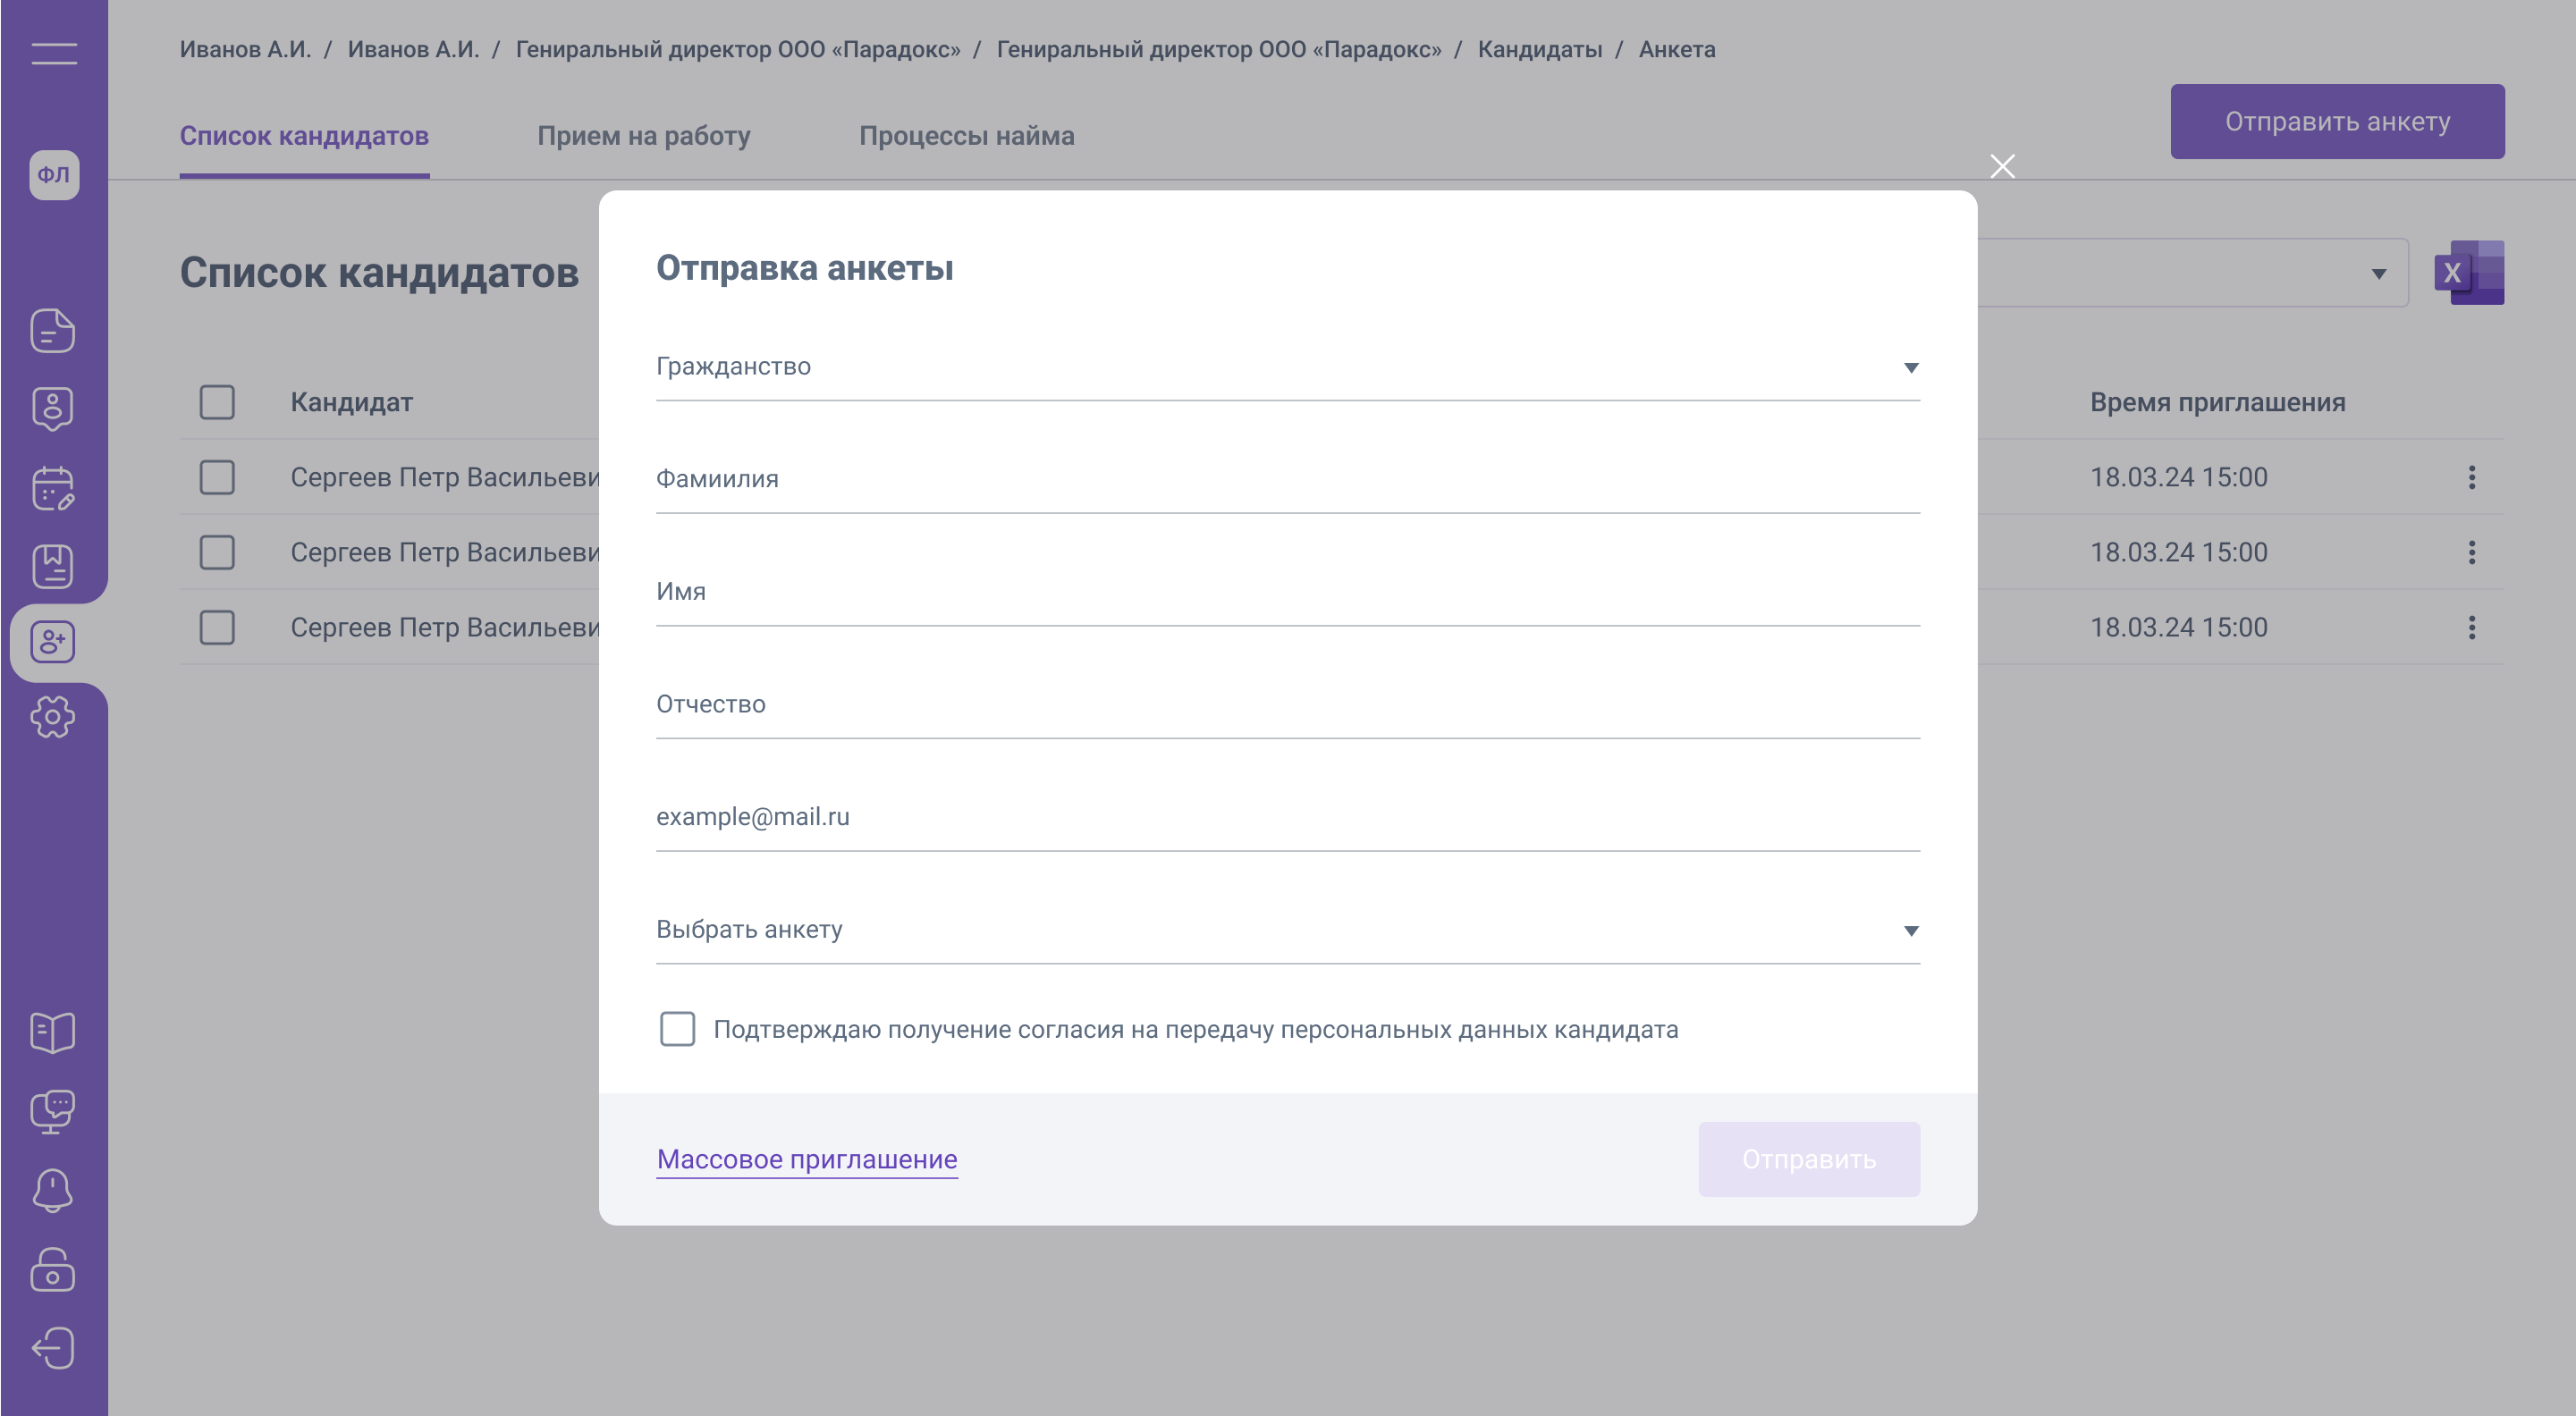 Иванов А.И. / Иванов А.И. / Гениральный директор ООО «Парадокс» / Гениральный директор ООО «Парадокс» / Кандидаты / Анкета
Отправить анкету
Список кандидатов Прием на работу Процессы найма
ФЛ
Список кандидатов
X
Кандидат Время приглашения
Сергеев Петр Васильеви 18.03.24 15:00
Сергеев Петр Васильеви 18.03.24 15:00
Сергеев Петр Васильеви 18.03.24 15:00
Отправка анкеты
Гражданство
Фамиилия
Имя
Отчество
example@mail.ru
Выбрать анкету
Подтверждаю получение согласия на передачу персональных данных кандидата
Массовое приглашение
Отправить